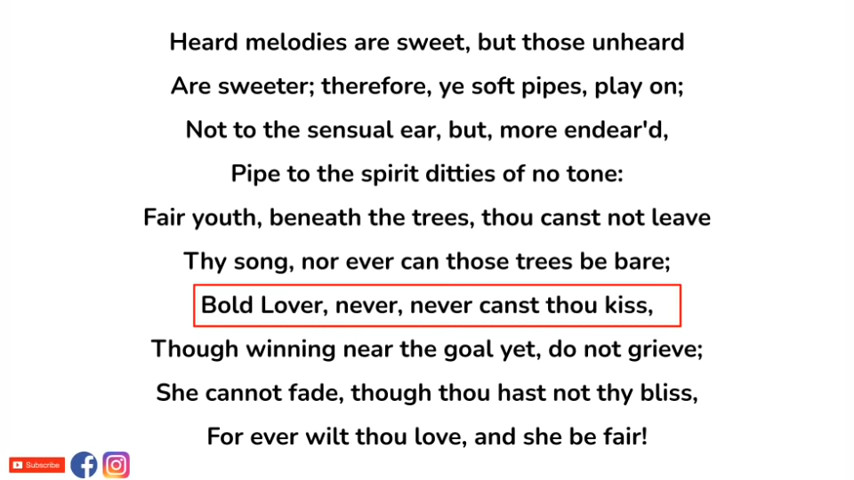 Heard melodies are sweet, but those unheard
Are sweeter; therefore, ye soft pipes, play on;
Not to the sensual ear, but, more endear'd,
Pipe to the spirit ditties of no tone:
Fair youth, beneath the trees, thou canst not leave
Thy song, nor ever can those trees be bare;
Bold Lover, never, never canst thou kiss,
Though winning near the goal yet, do not grieve;
She cannot fade, though thou hast not thy bliss,
For ever wilt thou love, and she be fair!
Subscribe